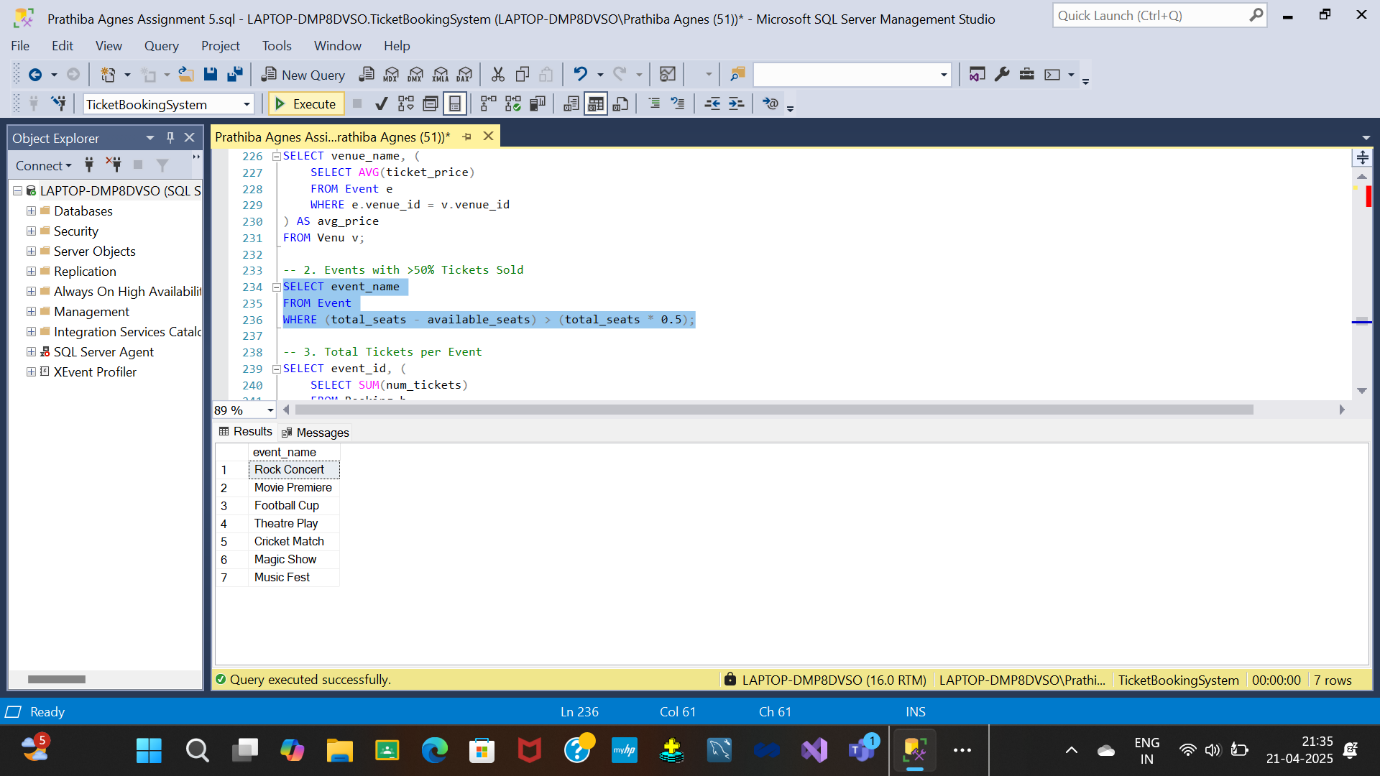 Prathiba Agnes Assignment 5.sql - LAPTOP-DMP8DVSO.TicketBookingSystem (LAPTOP-DMP8DVSO\Prathiba Agnes (51))* - Microsoft SQL Server Management Studio
Quick Launch (Ctrl+Q)
File Edit View Query Project Tools Window Help
New Query MDX DMX XMLA DAX
TicketBookingSystem Execute
Object Explorer
Prathiba Agnes Assi...rathiba Agnes (51))*
Connect
LAPTOP-DMP8DVSO (SQL S
Databases
Security
Server Objects
Replication
Always On High Availabilit
Management
Integration Services Catalo
SQL Server Agent
XEvent Profiler
226 SELECT venue_name, (
227 SELECT AVG(ticket_price)
228 FROM Event e
229 WHERE e.venue_id = v.venue_id
230 ) AS avg_price
231 FROM Venu v;
232
233 -- 2. Events with >50% Tickets Sold
234 SELECT event_name
235 FROM Event
236 WHERE (total_seats - available_seats) > (total_seats * 0.5);
237
238 -- 3. Total Tickets per Event
239 SELECT event_id, (
240 SELECT SUM(num_tickets)
89 %
Results Messages
event_name
1 Rock Concert
2 Movie Premiere
3 Football Cup
4 Theatre Play
5 Cricket Match
6 Magic Show
7 Music Fest
Query executed successfully. LAPTOP-DMP8DVSO (16.0 RTM) LAPTOP-DMP8DVSO\Prathi... TicketBookingSystem 00:00:00 7 rows
Ready Ln 236 Col 61 Ch 61 INS
5
myhp
1
ENG
IN
21:35
21-04-2025